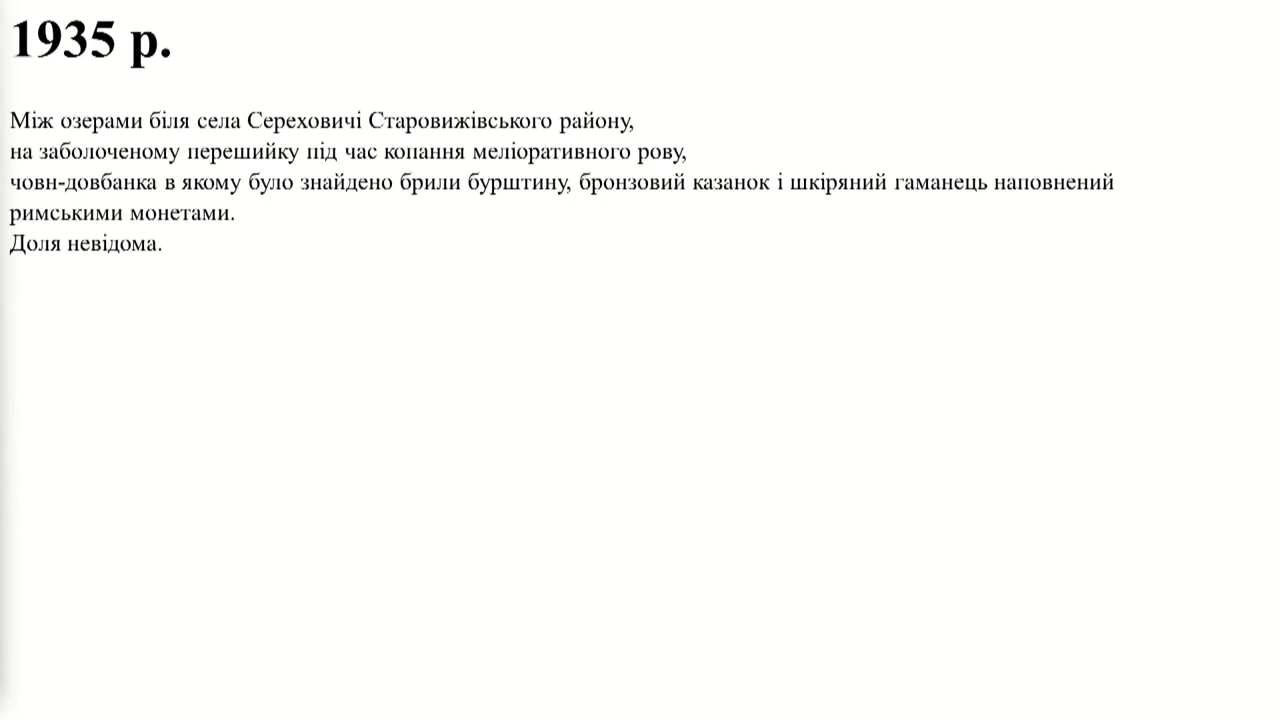 1935 р.
Між озерами біля села Сереховичі Старовижівського району,
на заболоченому перешийку під час копання меліоративного рову,
човн-довбанка в якому було знайдено брили бурштину, бронзовий казанок і шкіряний гаманець наповнений
римськими монетами.
Доля невідома.